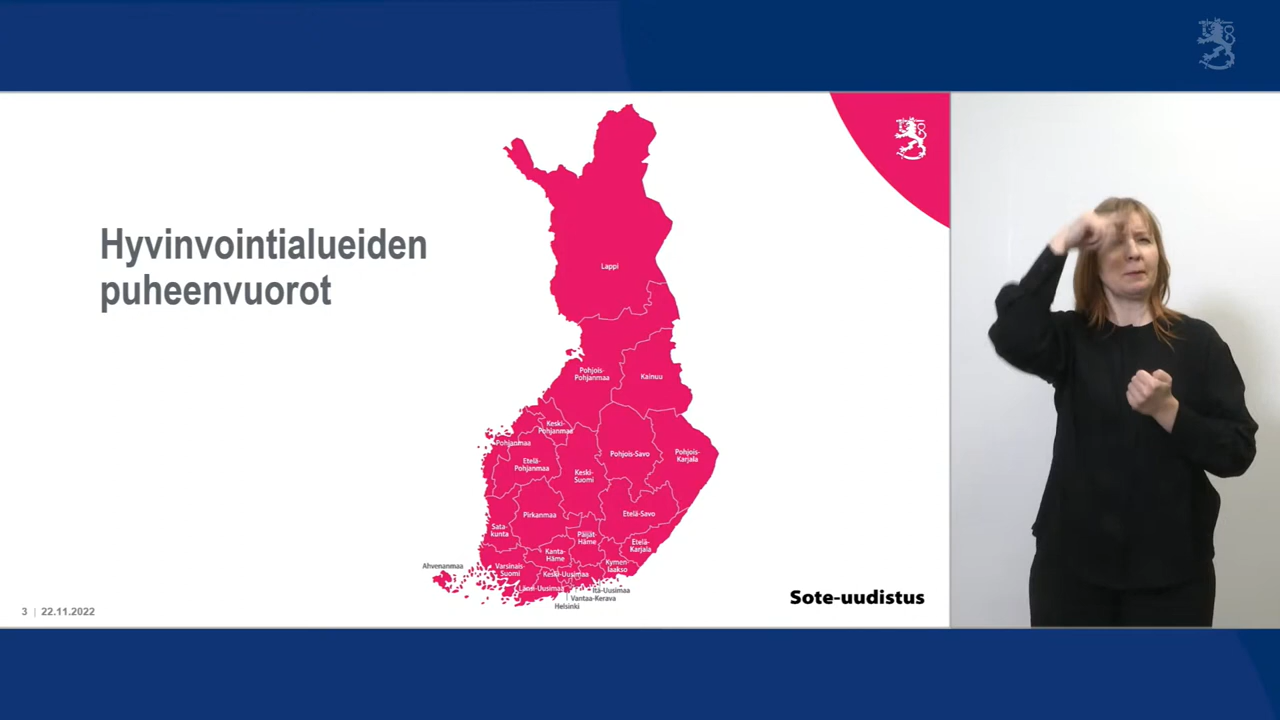 Hyvinvointialueiden
puheenvuorot
Lappi
Pohjois-
Pohjanmaa
Kainuu
Keski-
Pohjanmaa
Pohjanmaa
Etelä-
Pohjanmaa
Keski-
Suomi
Pohjois-Savo
Pohjois-
Karjala
Pirkanmaa
Etelä-Savo
Sata-
kunta
Päijät-
Häme
Etelä-
Karjala
Kanta-
Häme
Kymen-
laakso
Ahvenanmaa
Varsinais-
Suomi
Keski-Uusimaa
Länsi-Uusimaa
Itä-Uusimaa
Vantaa-Kerava
Helsinki
Sote-uudistus
3 | 22.11.2022